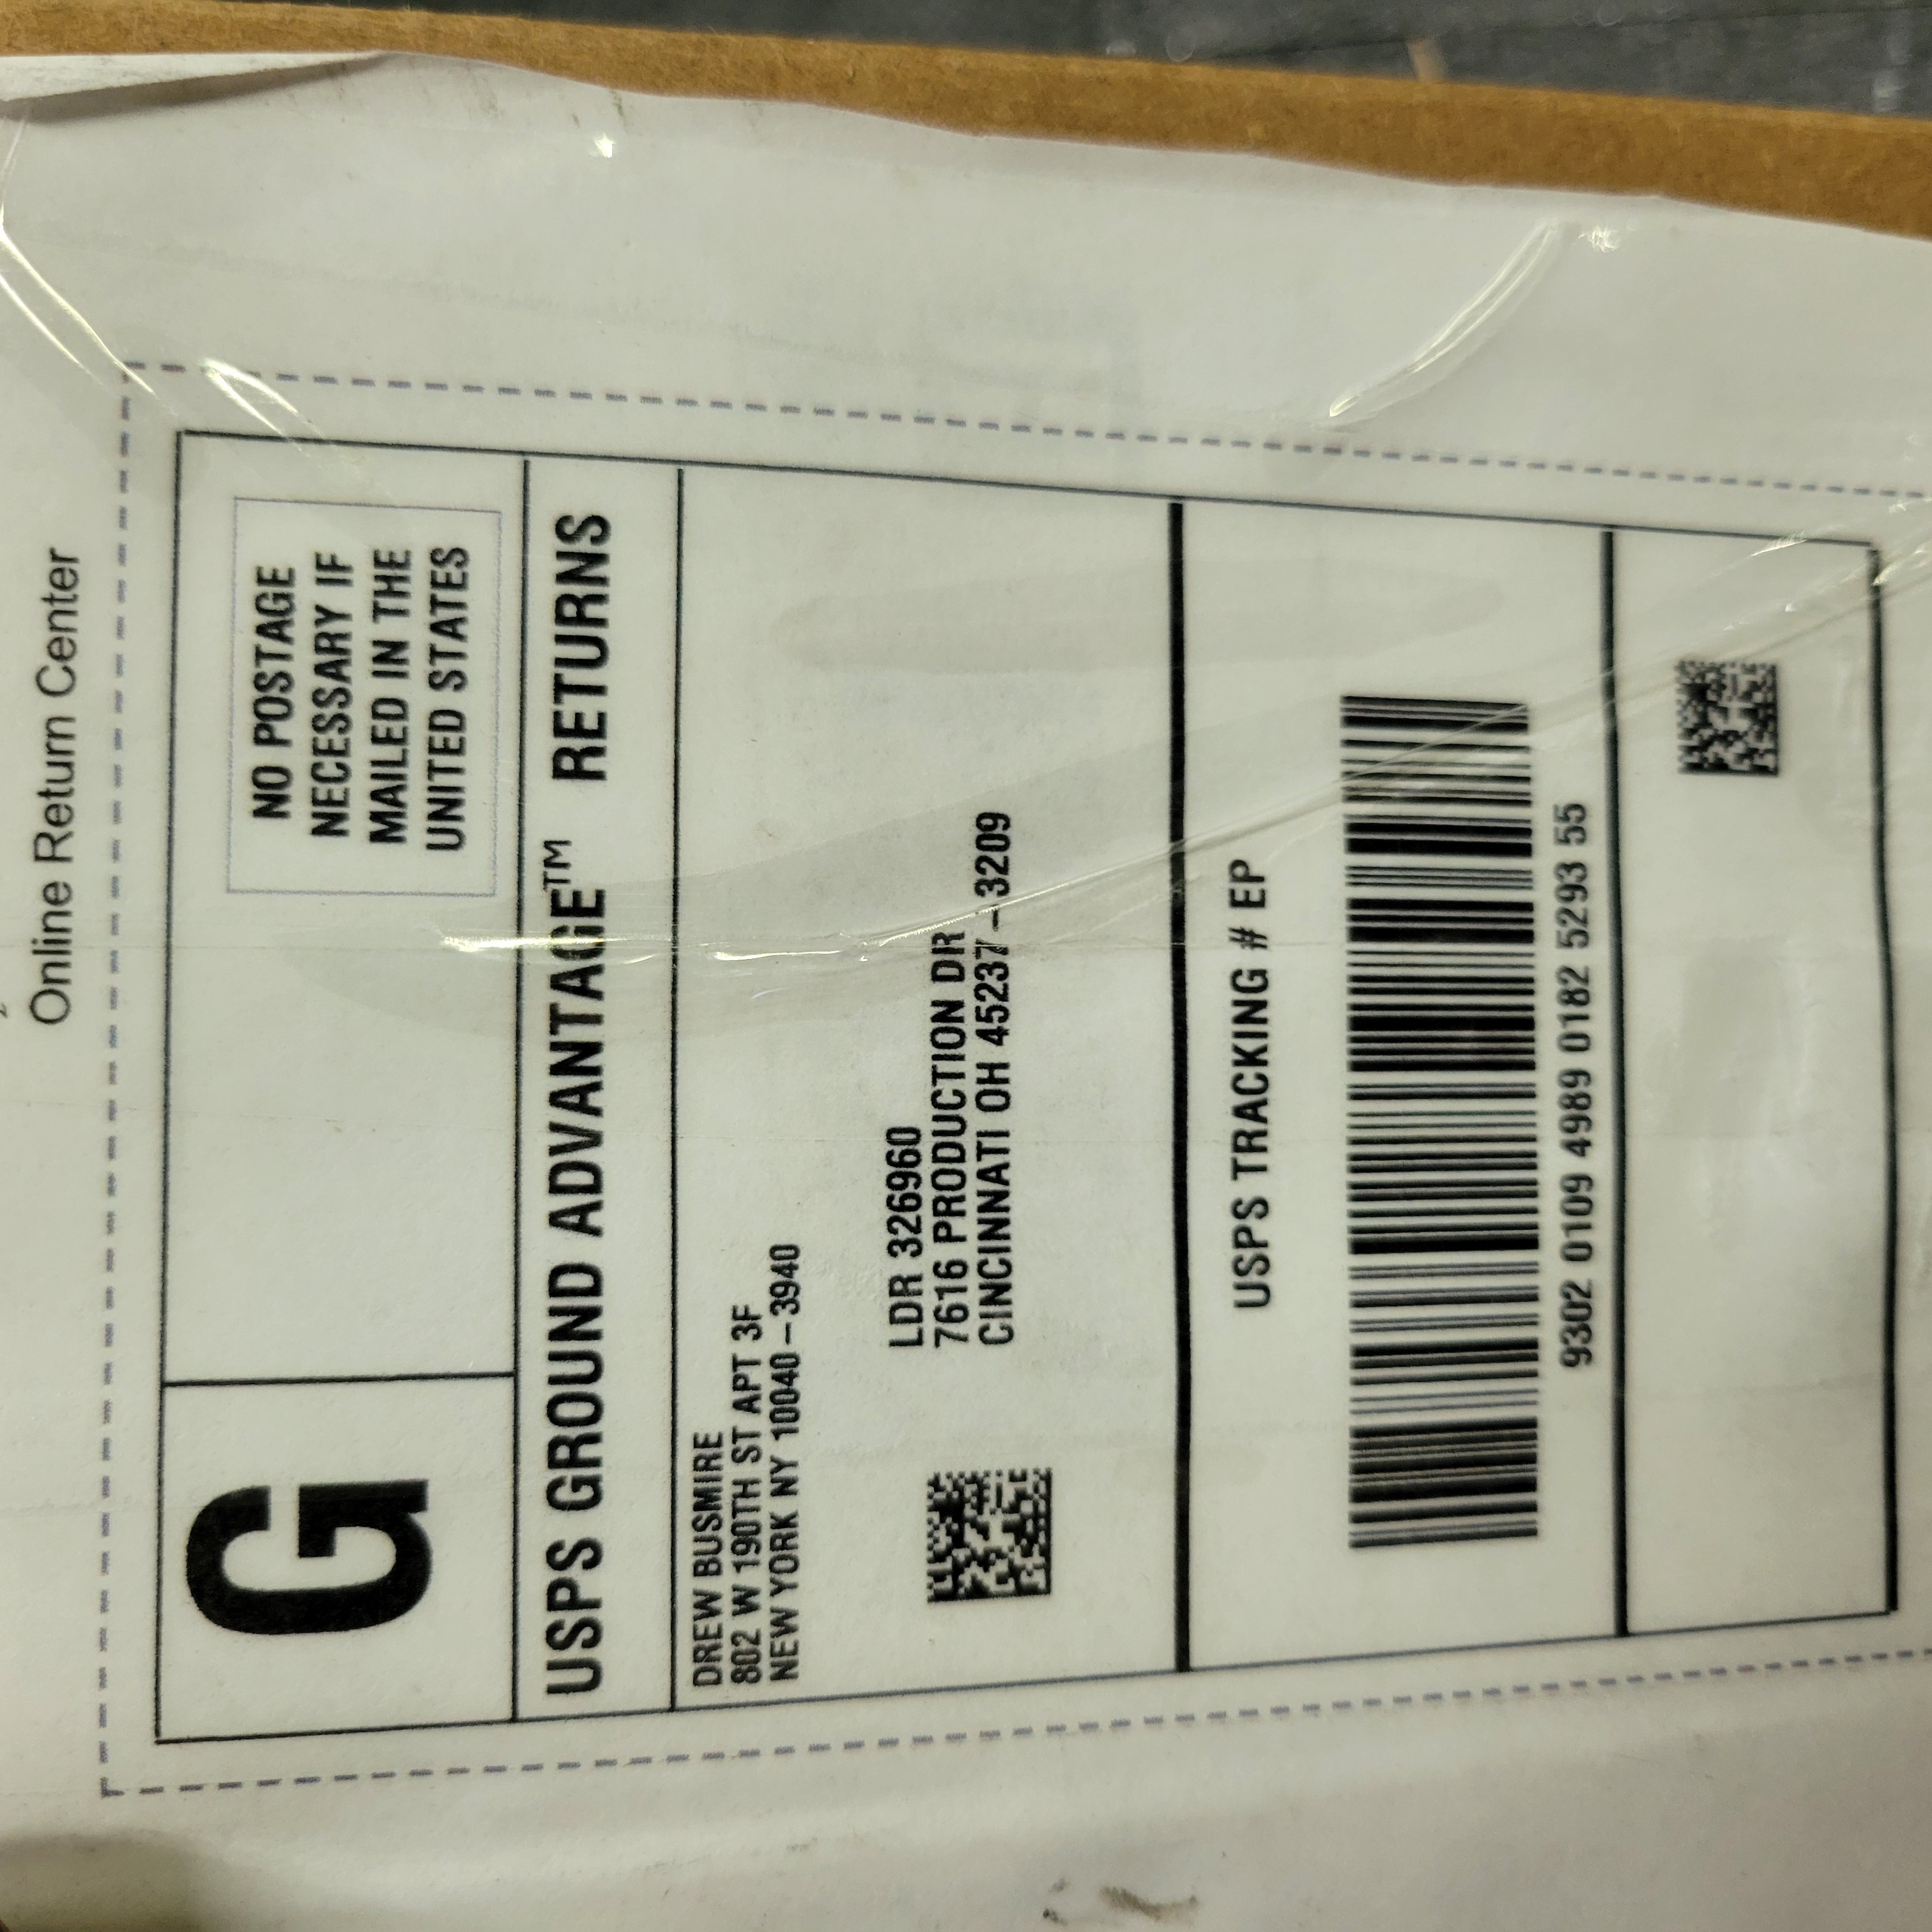 Online Return Center
G
NO POSTAGE
NECESSARY IF
MAILED IN THE
UNITED STATES
USPS GROUND ADVANTAGE™ RETURNS
DREW BUSMIRE
802 W 190TH ST APT 3F
NEW YORK NY 10040-3940
LDR 326960
7616 PRODUCTION DR
CINCINNATI OH 45237-3209
USPS TRACKING # EP
9302 0109 4989 0182 5293 55